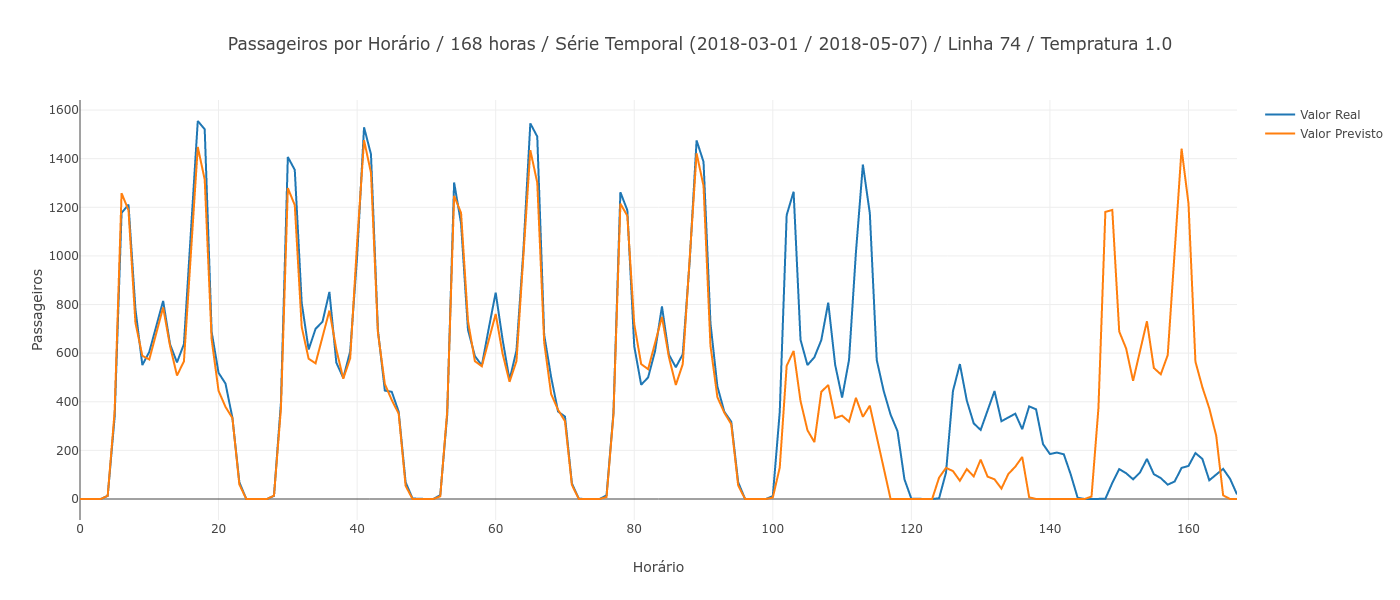 Passageiros por Horário / 168 horas / Série Temporal (2018-03-01 / 2018-05-07) / Linha 74 / Tempratura 1.0
Valor Real
Valor Previsto
Passageiros
1600
1400
1200
1000
800
600
400
200
0
0 20 40 60 80 100 120 140 160
Horário